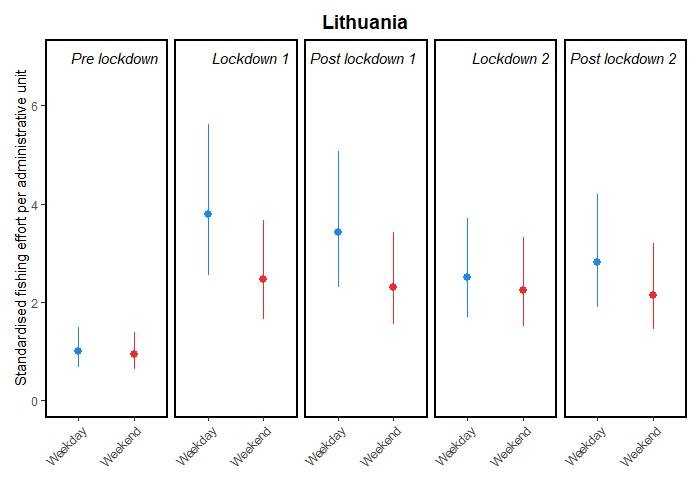 Lithuania
Pre lockdown
Lockdown 1
Post lockdown 1
Lockdown 2
Post lockdown 2
Standardised fishing effort per administrative unit
6
4
2
0
Weekday
Weekend
Weekday
Weekend
Weekday
Weekend
Weekday
Weekend
Weekday
Weekend